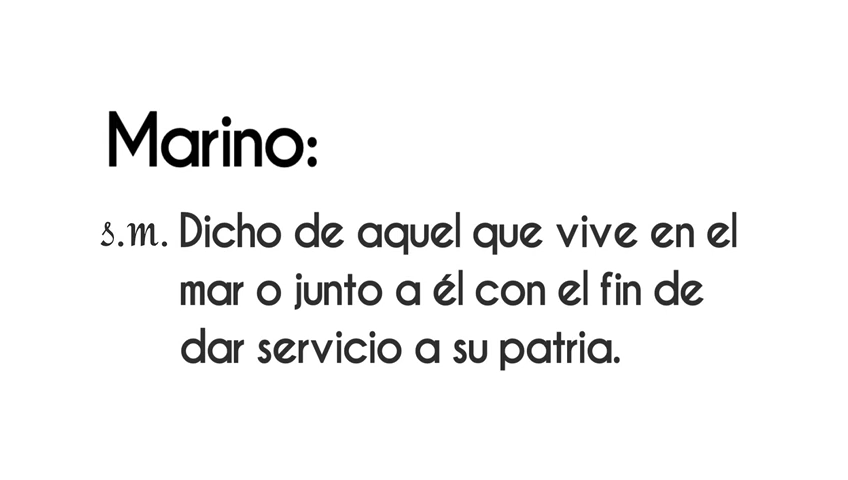 Marino:
s.m. Dicho de aquel que vive en el
mar o junto a él con el fin de
dar servicio a su patria.